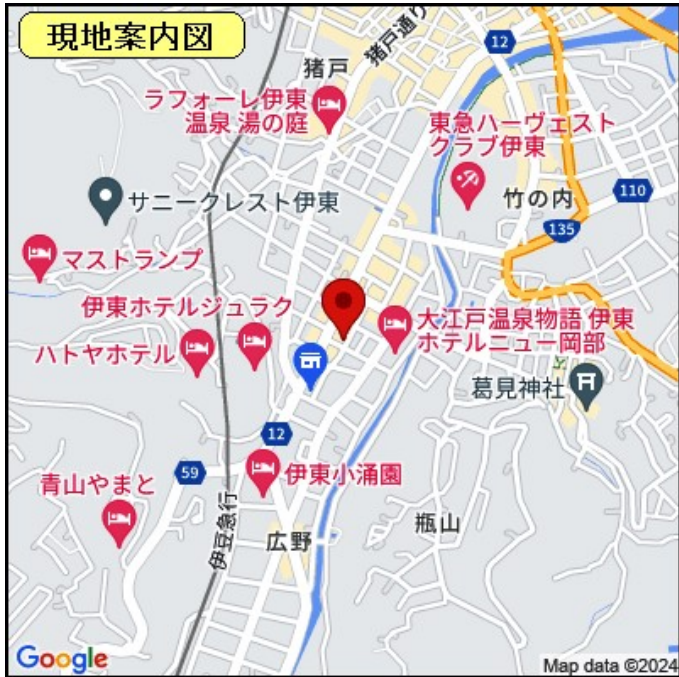 現地案内図
12
猪戸
猪戸通り
ラフォーレ伊東
温泉 湯の庭
東急ハーヴェスト
クラブ伊東
竹の内
110
サニークレスト伊東
135
マストランプ
伊東ホテルジュラク
大江戸温泉物語 伊東
ホテルニュー岡部
ハトヤホテル
葛見神社
12
59
伊東小涌園
青山やまと
伊豆急行
瓶山
広野
Google
Map data ©2024